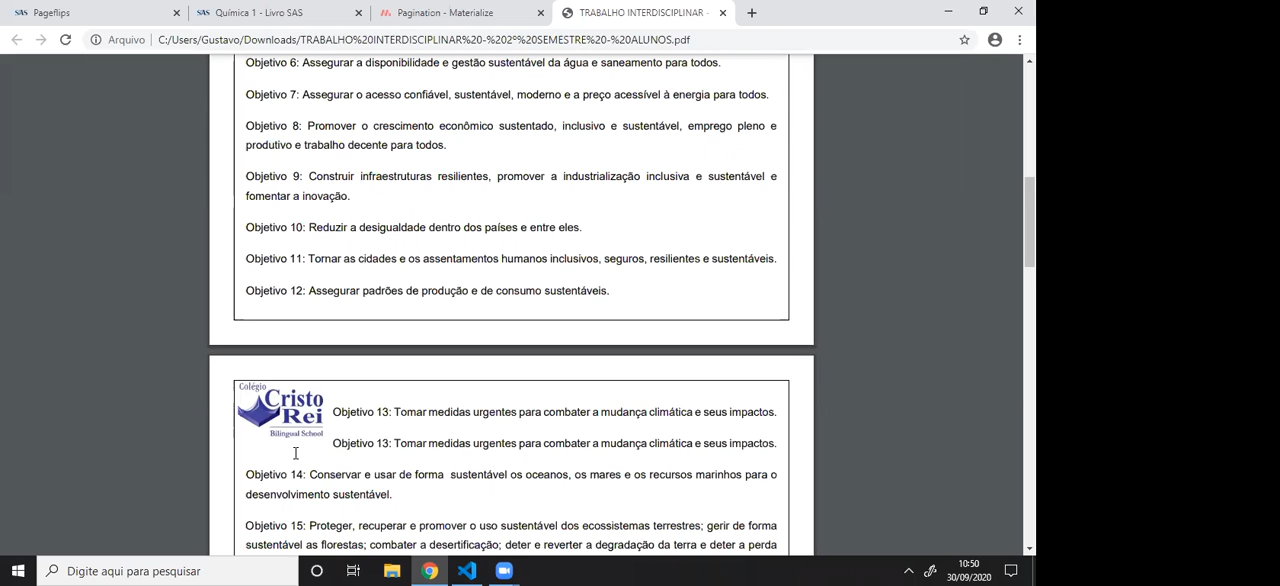 Pageflips
SAS Química 1 - Livro SAS
Pagination - Materialize
TRABALHO INTERDISCIPLINAR -
Arquivo C:/Users/Gustavo/Downloads/TRABALHO%20INTERDISCIPLINAR%20-%202º%20SEMESTRE%20-%20ALUNOS.pdf
Objetivo 6: Assegurar a disponibilidade e gestão sustentável da água e saneamento para todos.
Objetivo 7: Assegurar o acesso confiável, sustentável, moderno e a preço acessível à energia para todos.
Objetivo 8: Promover o crescimento econômico sustentado, inclusivo e sustentável, emprego pleno e
produtivo e trabalho decente para todos.
Objetivo 9: Construir infraestruturas resilientes, promover a industrialização inclusiva e sustentável e
fomentar a inovação.
Objetivo 10: Reduzir a desigualdade dentro dos países e entre eles.
Objetivo 11: Tornar as cidades e os assentamentos humanos inclusivos, seguros, resilientes e sustentáveis.
Objetivo 12: Assegurar padrões de produção e de consumo sustentáveis.
Colégio
Cristo
Rei
Bilingual School
Objetivo 13: Tomar medidas urgentes para combater a mudança climática e seus impactos.
Objetivo 13: Tomar medidas urgentes para combater a mudança climática e seus impactos.
Objetivo 14: Conservar e usar de forma sustentável os oceanos, os mares e os recursos marinhos para o
desenvolvimento sustentável.
Objetivo 15: Proteger, recuperar e promover o uso sustentável dos ecossistemas terrestres; gerir de forma
sustentável as florestas; combater a desertificação; deter e reverter a degradação da terra e deter a perda
Digite aqui para pesquisar
10:50
30/09/2020